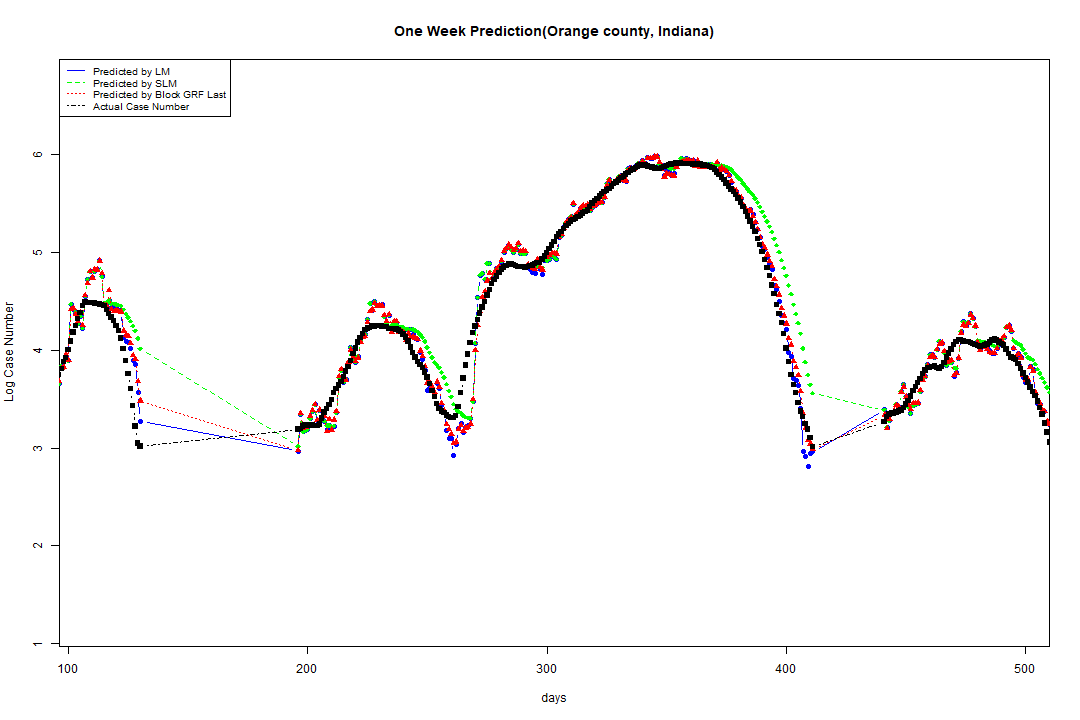 One Week Prediction(Orange county, Indiana)
Predicted by LM
Predicted by SLM
Predicted by Block GRF Last
Actual Case Number
6
5
4
3
2
1
Log Case Number
100 200 300 400 500
days